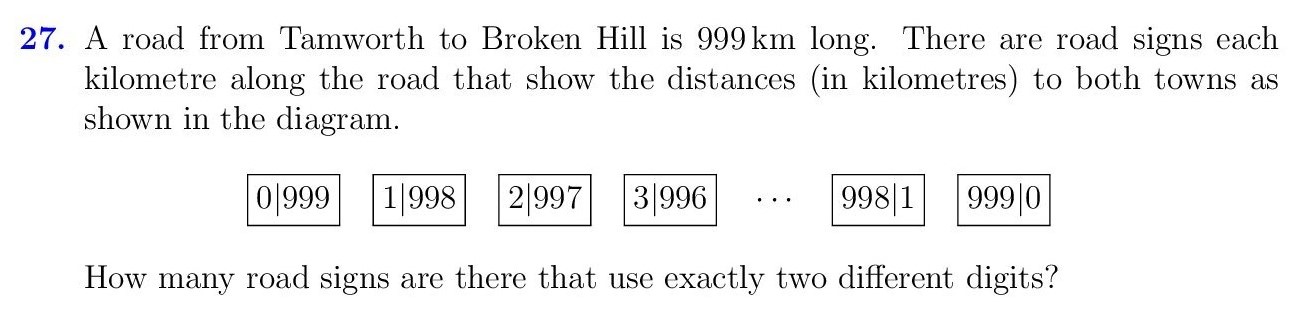 27. A road from Tamworth to Broken Hill is 999 km long. There are road signs each
kilometre along the road that show the distances (in kilometres) to both towns as
shown in the diagram.
0|999 1|998 2|997 3|996 ··· 998|1 999|0
How many road signs are there that use exactly two different digits?